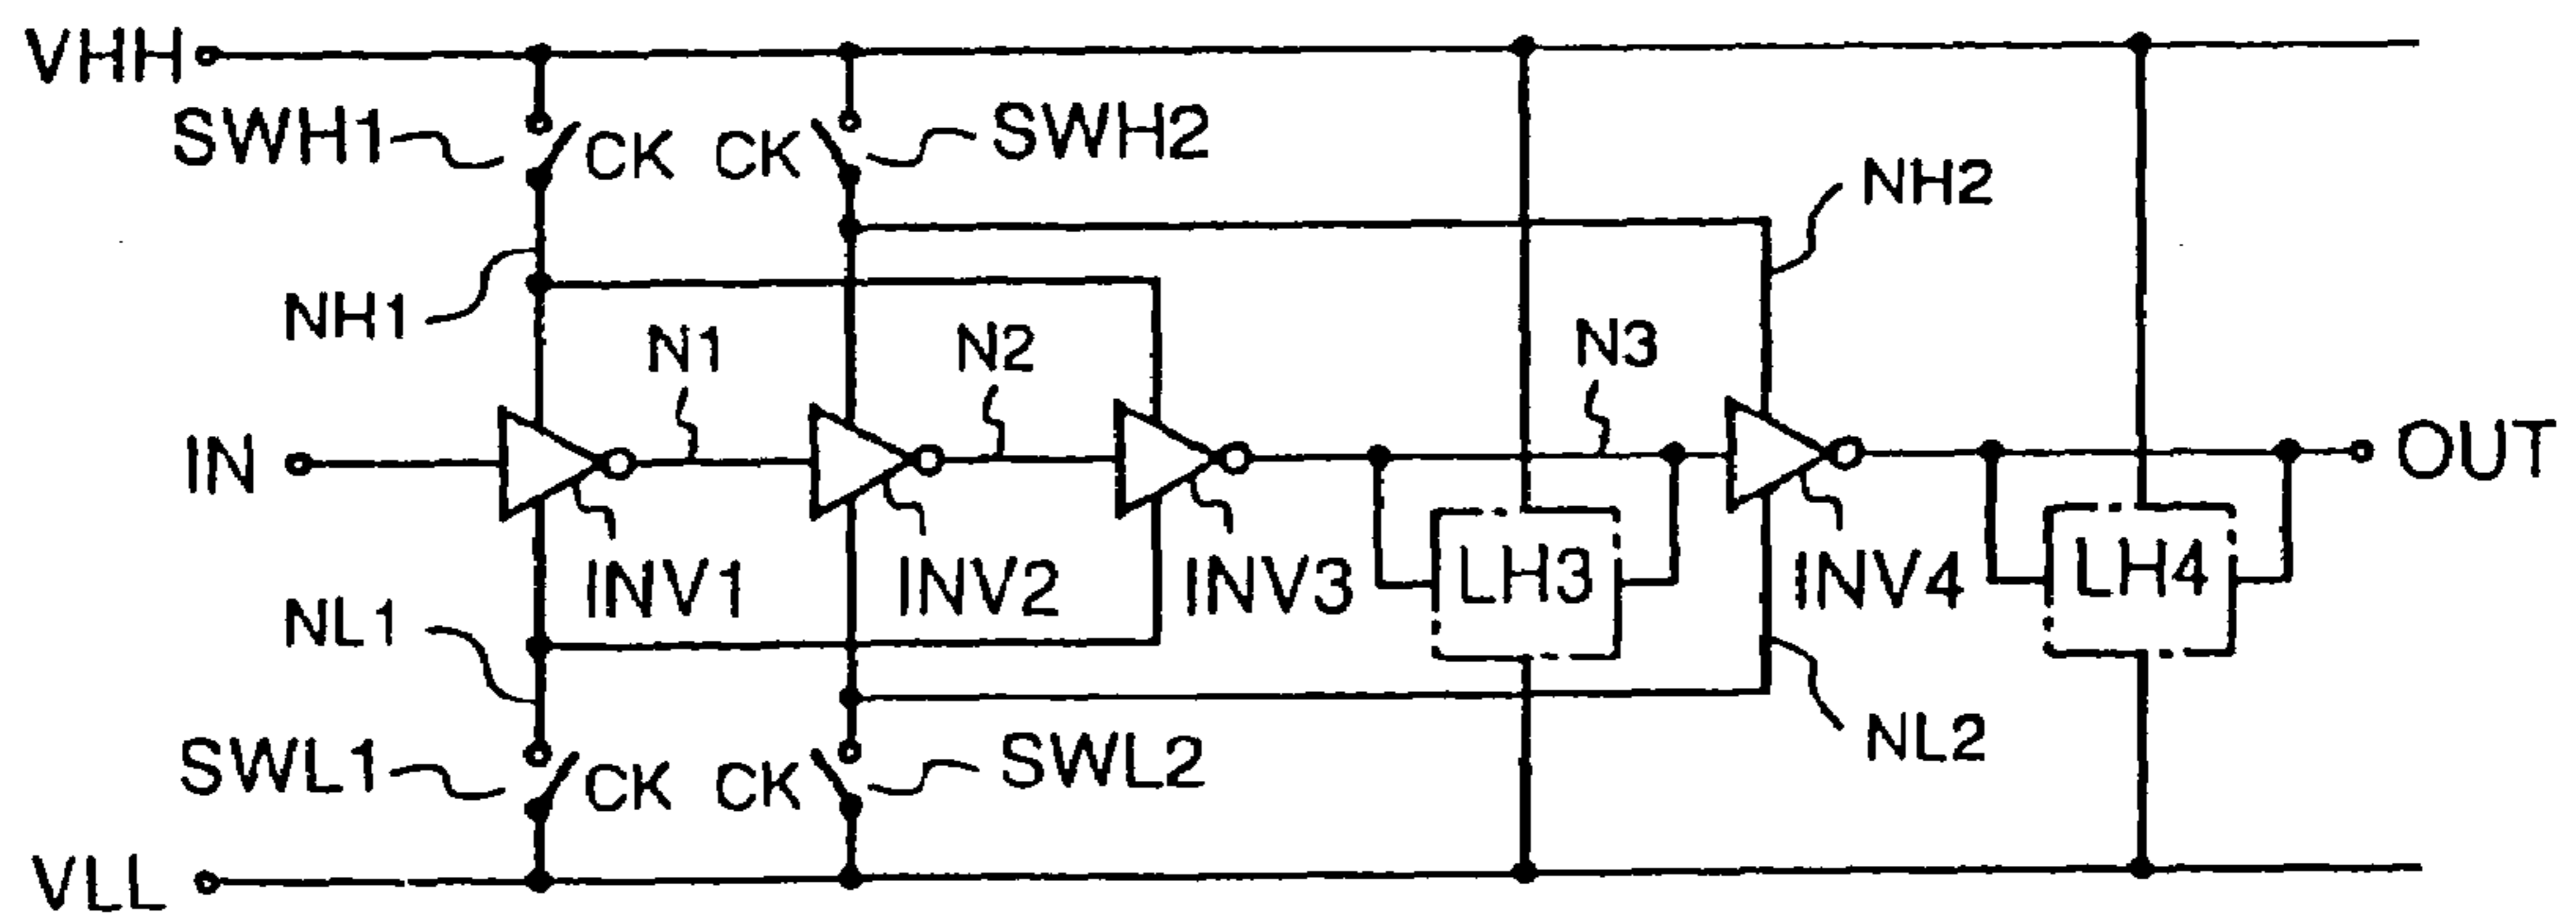 VHH
SWH1
CK
CK
SWH2
NH2
NH1
N1
N2
N3
IN
OUT
INV1
INV2
INV3
LH3
INV4
LH4
NL1
NL2
SWL1
CK
CK
SWL2
VLL